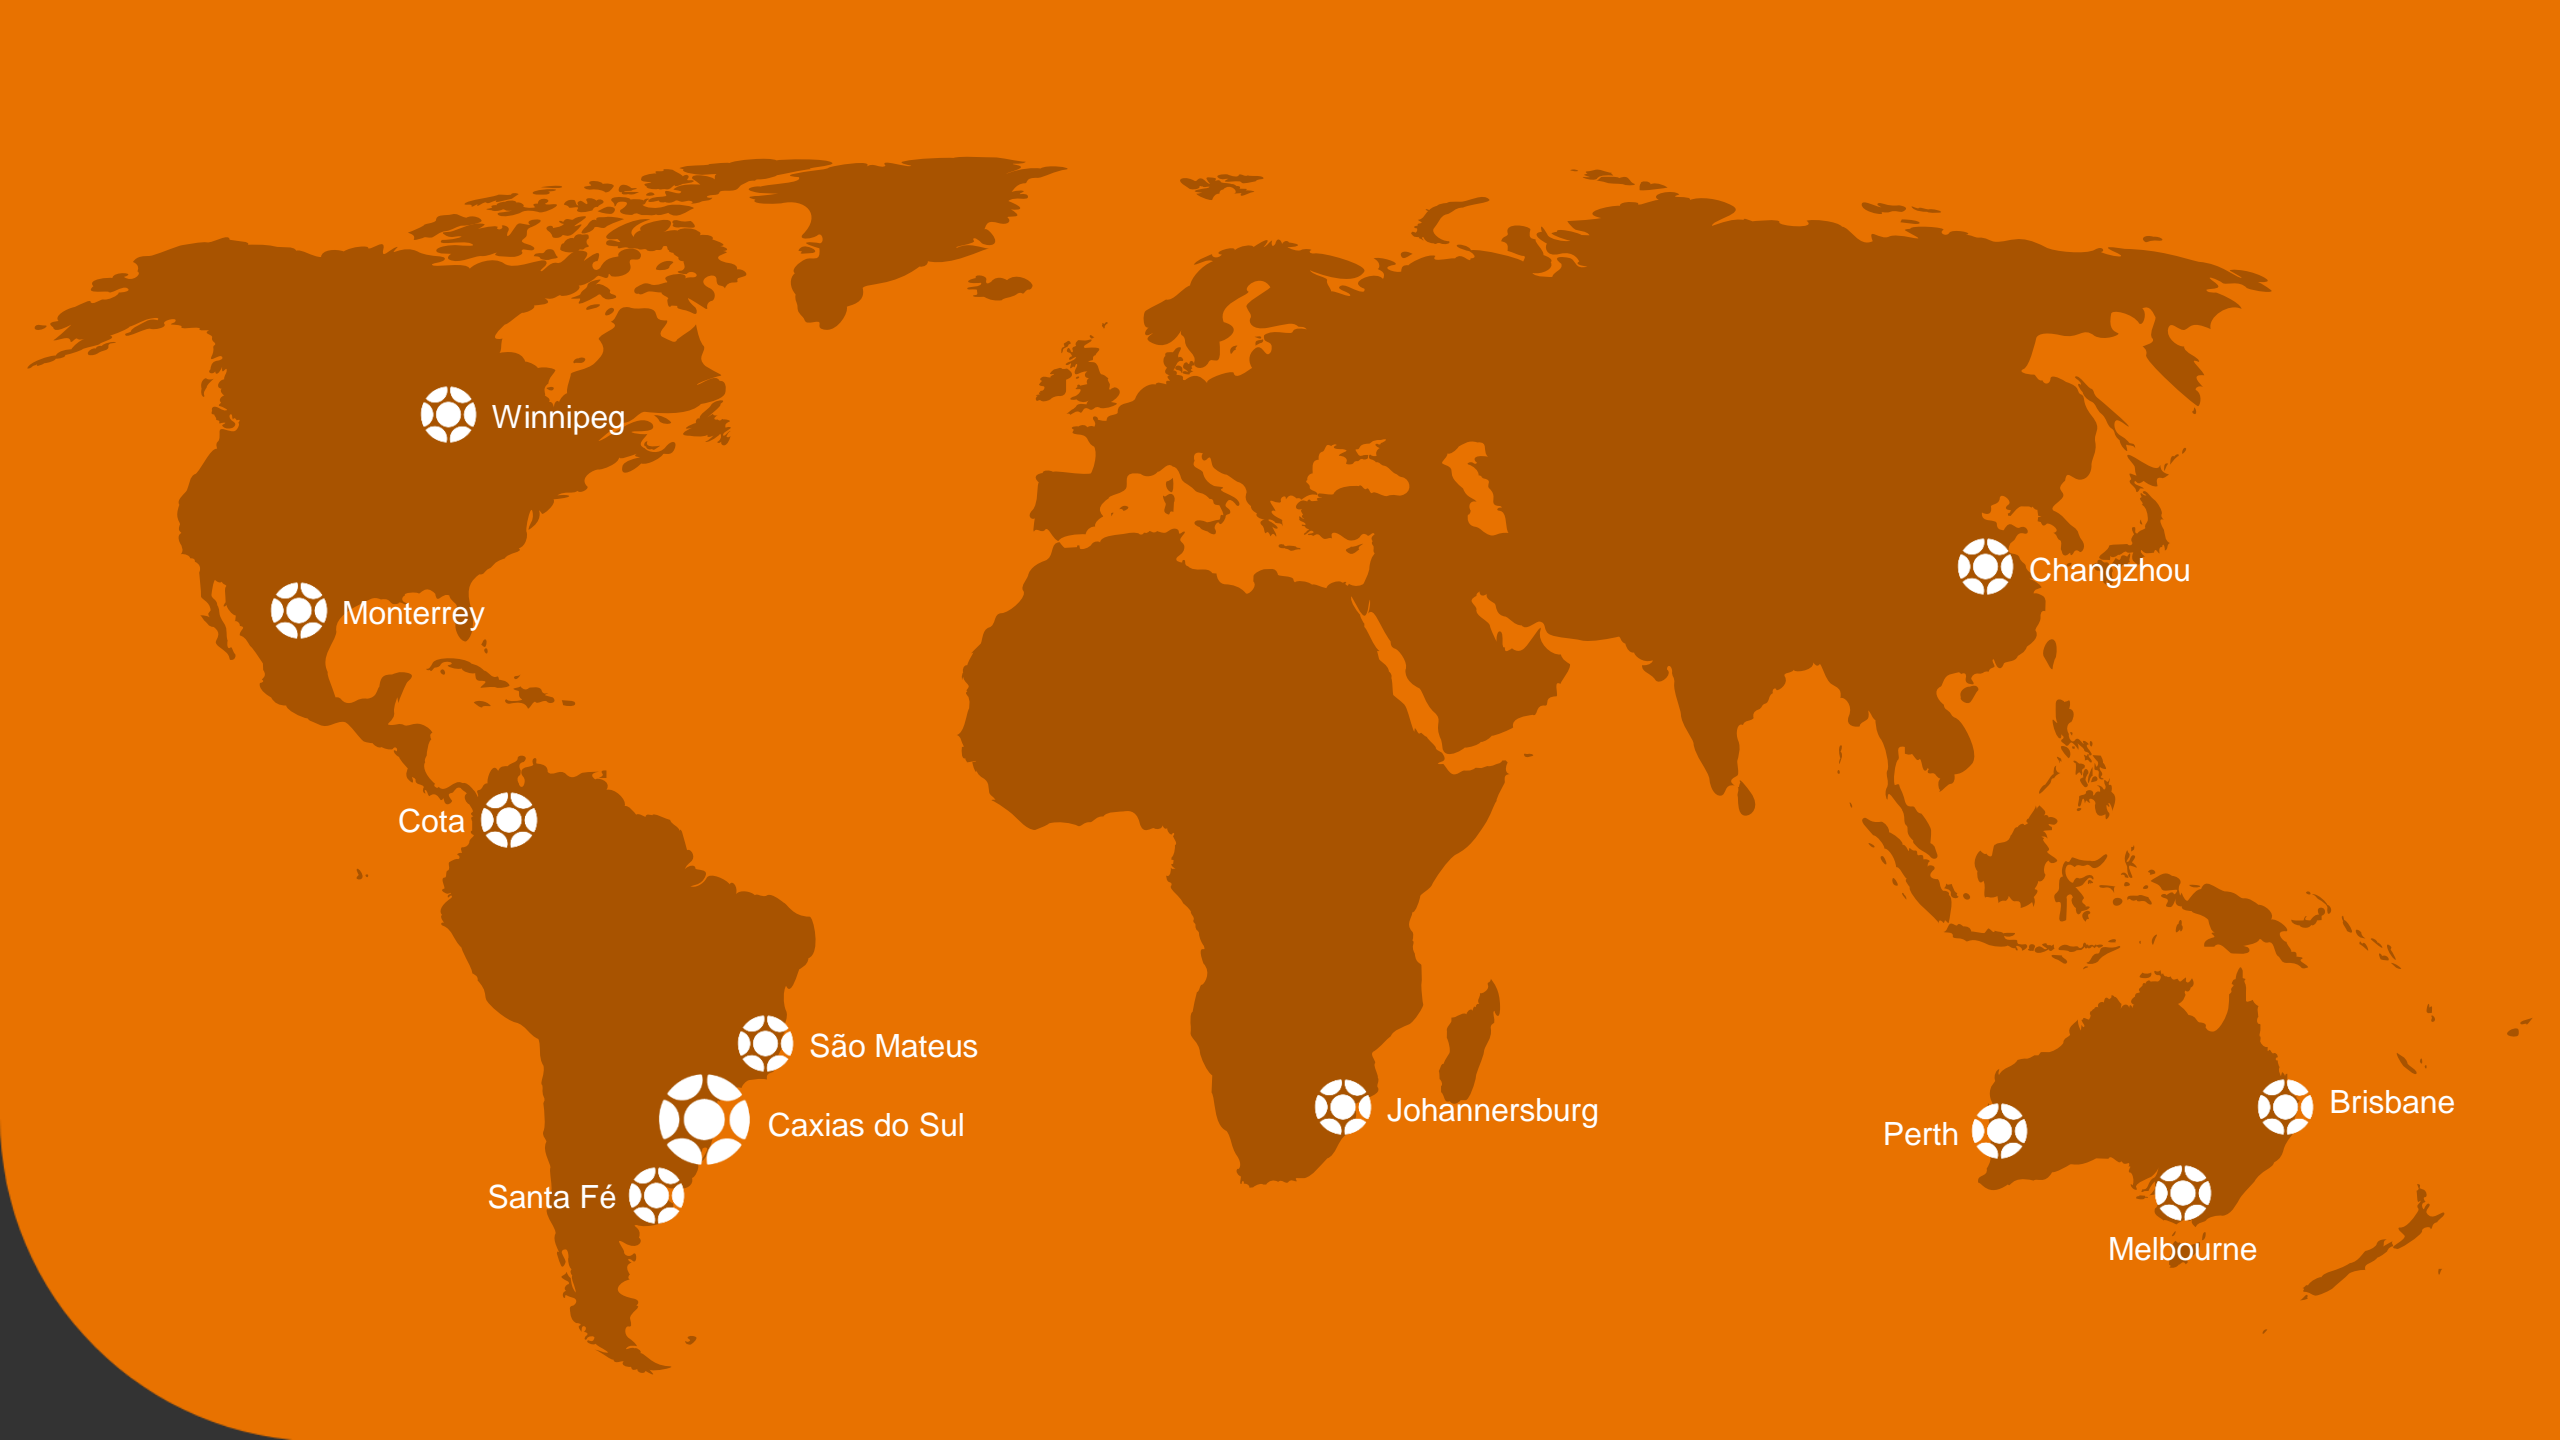 Winnipeg
Changzhou
Monterrey
Cota
São Mateus
Caxias do Sul
Johannersburg
Brisbane
Perth
Santa Fé
Melbourne